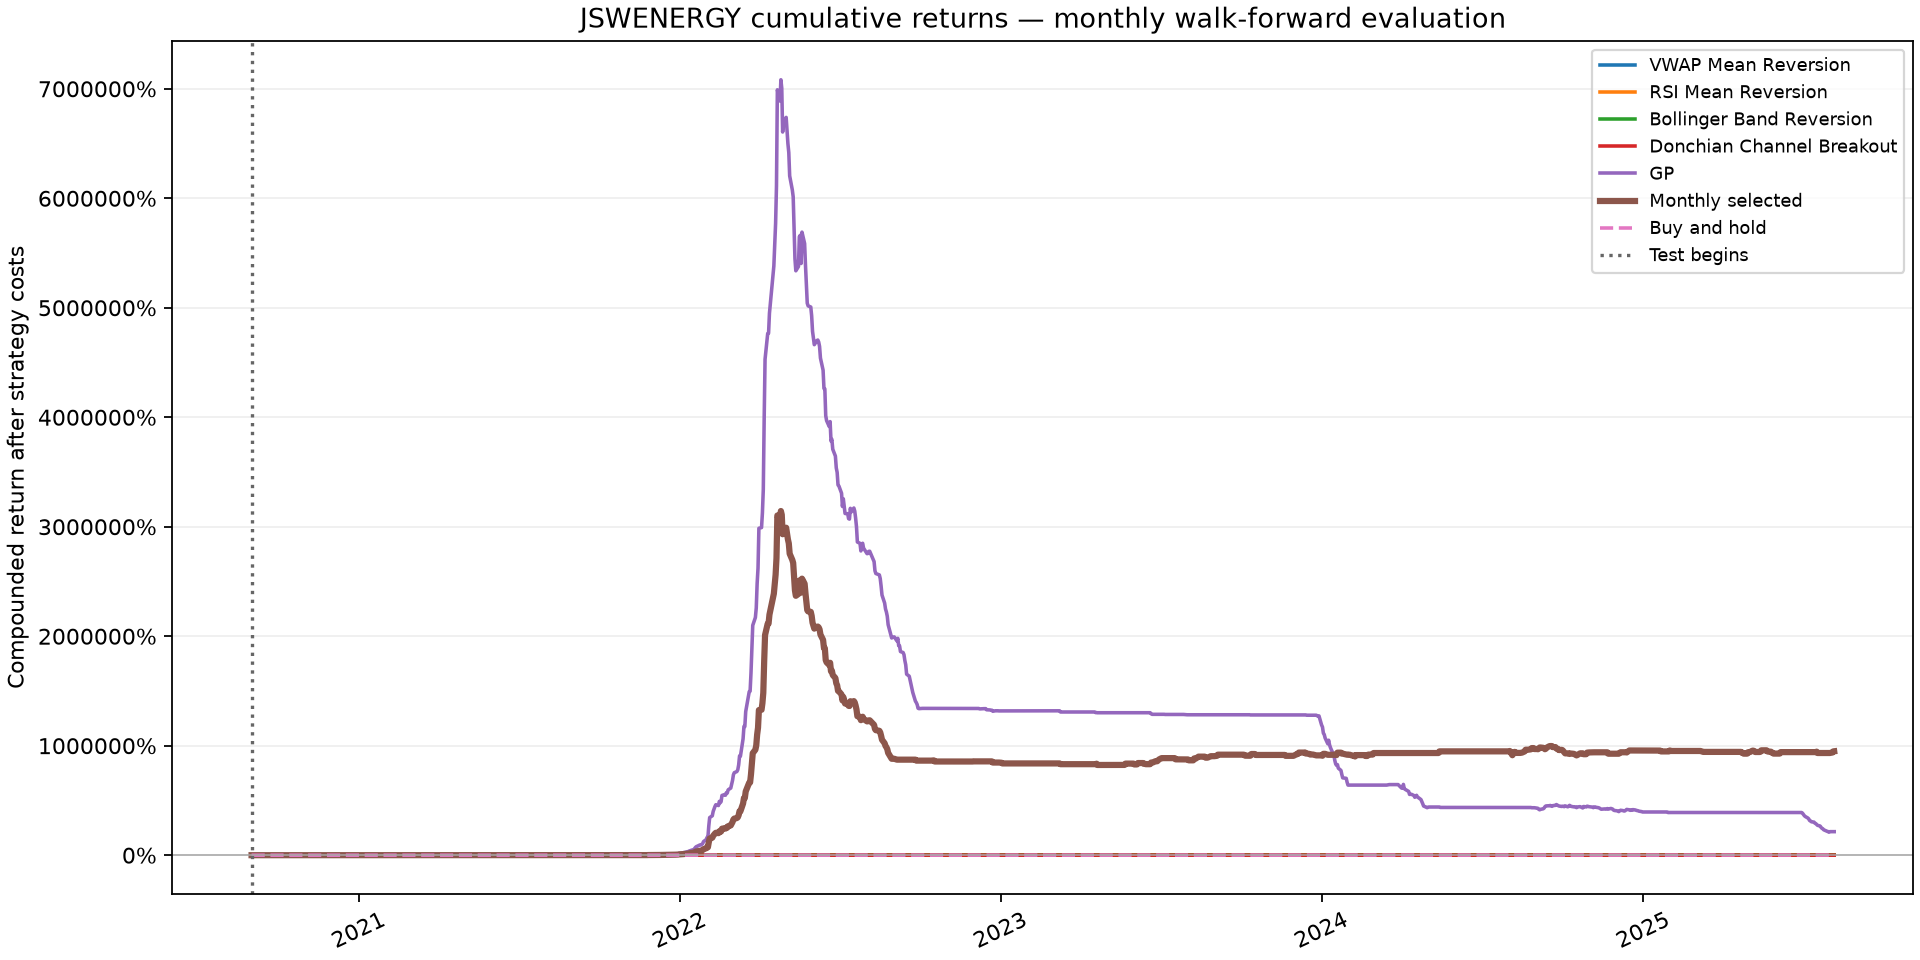 JSWENERGY cumulative returns — monthly walk-forward evaluation
Compounded return after strategy costs
7000000%
6000000%
5000000%
4000000%
3000000%
2000000%
1000000%
0%
2021
2022
2023
2024
2025
VWAP Mean Reversion
RSI Mean Reversion
Bollinger Band Reversion
Donchian Channel Breakout
GP
Monthly selected
Buy and hold
Test begins